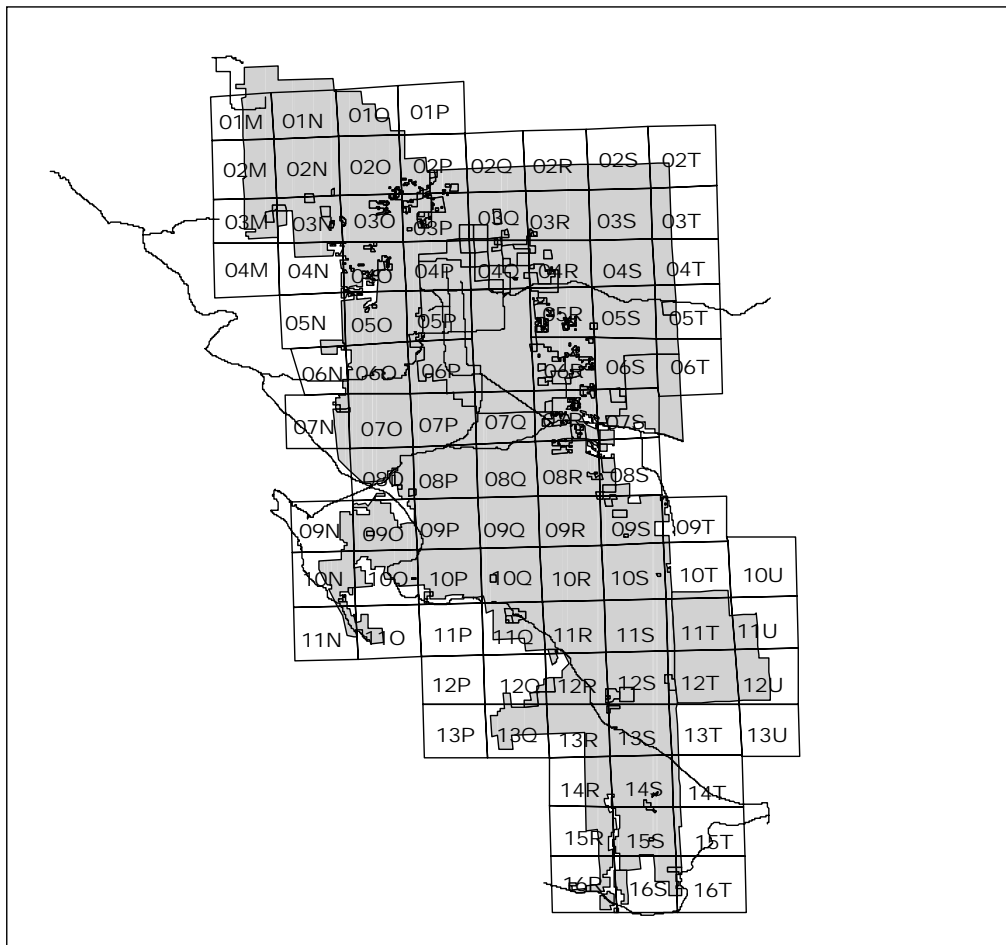 01M 01N 01O 01P
02M 02N 02O 02P 02Q 02R 02S 02T
03M 03N 03O 03P 03Q 03R 03S 03T
04M 04N 04O 04P 04Q 04R 04S 04T
05N 05O 05P 05R 05S 05T
06N 06O 06P 06R 06S 06T
07N 07O 07P 07Q 07R 07S
08O 08P 08Q 08R 08S
09N 09O 09P 09Q 09R 09S 09T
10N 10O 10P 10Q 10R 10S 10T 10U
11N 11O 11P 11Q 11R 11S 11T 11U
12P 12Q 12R 12S 12T 12U
13P 13Q 13R 13S 13T 13U
14R 14S 14T
15R 15S 15T
16R 16S 16T